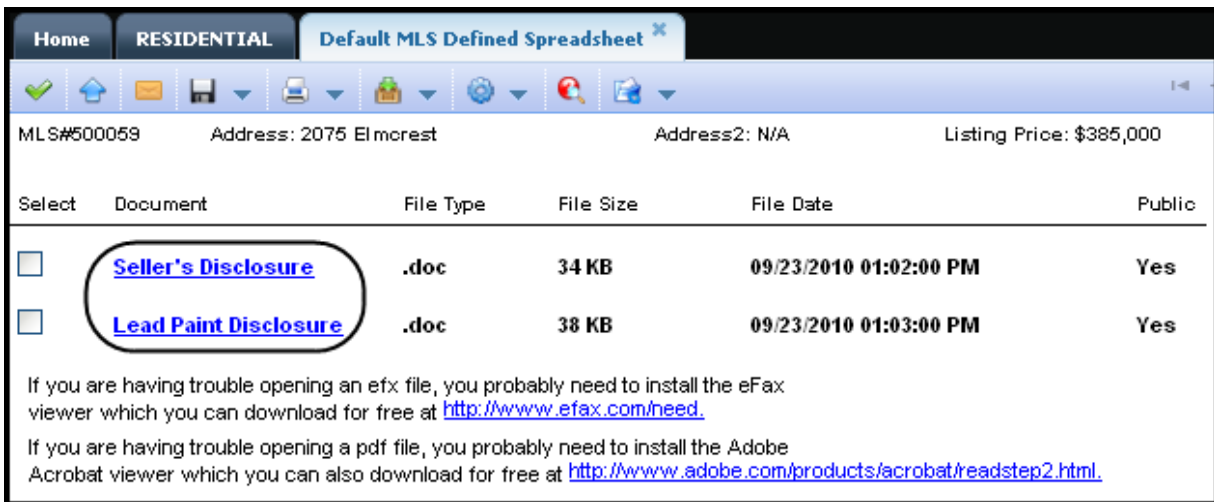 Home RESIDENTIAL Default MLS Defined Spreadsheet
MLS#500059 Address: 2075 Elmcrest Address2: N/A Listing Price: $385,000
Select Document File Type File Size File Date Public
Seller's Disclosure .doc 34 KB 09/23/2010 01:02:00 PM Yes
Lead Paint Disclosure .doc 38 KB 09/23/2010 01:03:00 PM Yes
If you are having trouble opening an efx file, you probably need to install the eFax
viewer which you can download for free at http://www.efax.com/need.
If you are having trouble opening a pdf file, you probably need to install the Adobe
Acrobat viewer which you can also download for free at http://www.adobe.com/products/acrobat/readstep2.html.